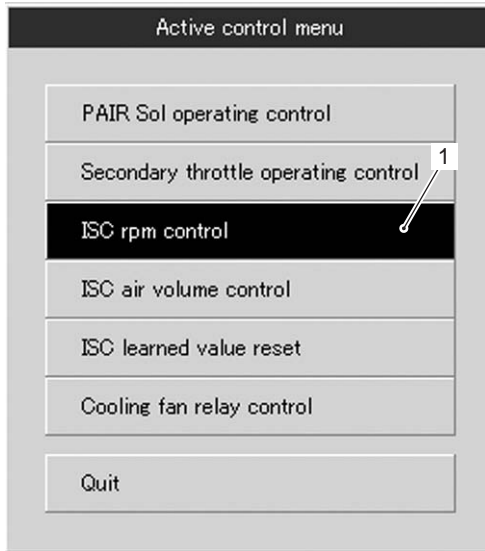 Active control menu
PAIR Sol operating control
1
Secondary throttle operating control
ISC rpm control
ISC air volume control
ISC learned value reset
Cooling fan relay control
Quit